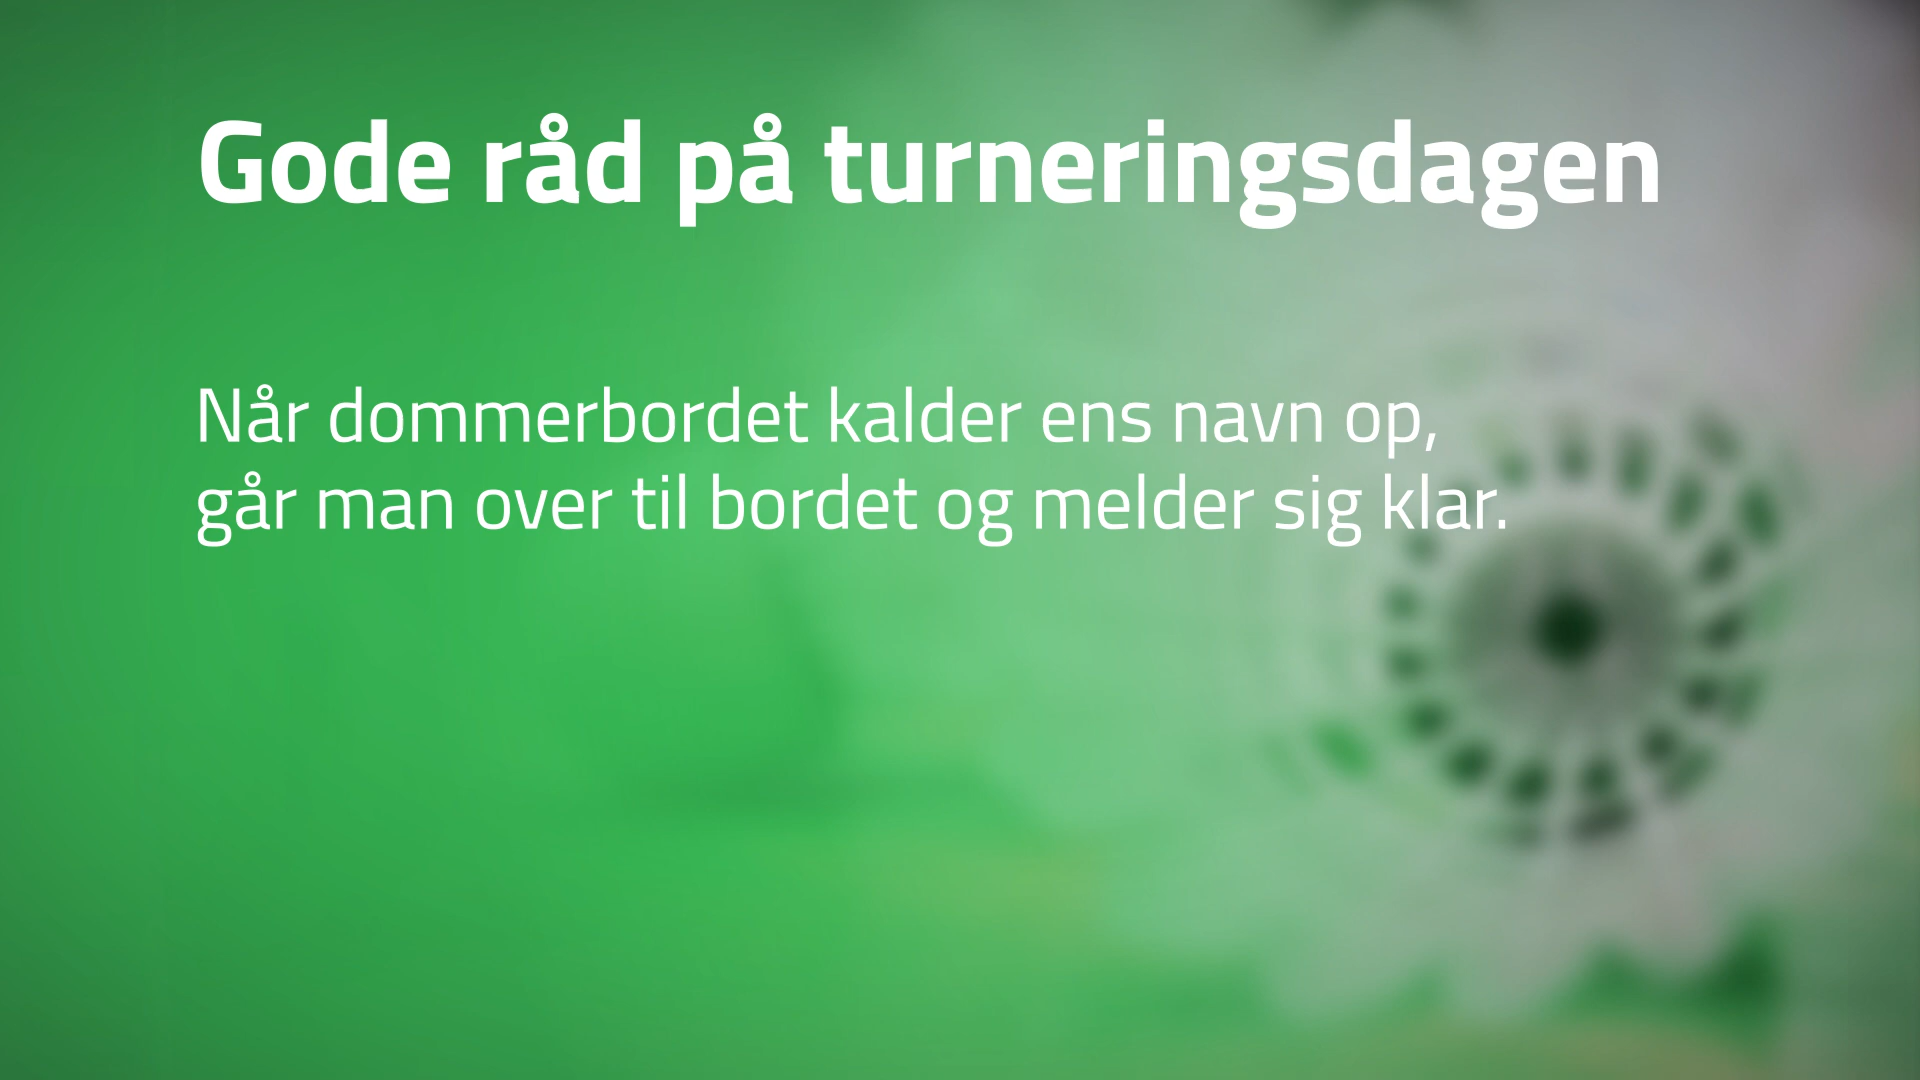 Gode råd på turneringsdagen
Når dommerbordet kalder ens navn op,
går man over til bordet og melder sig klar.